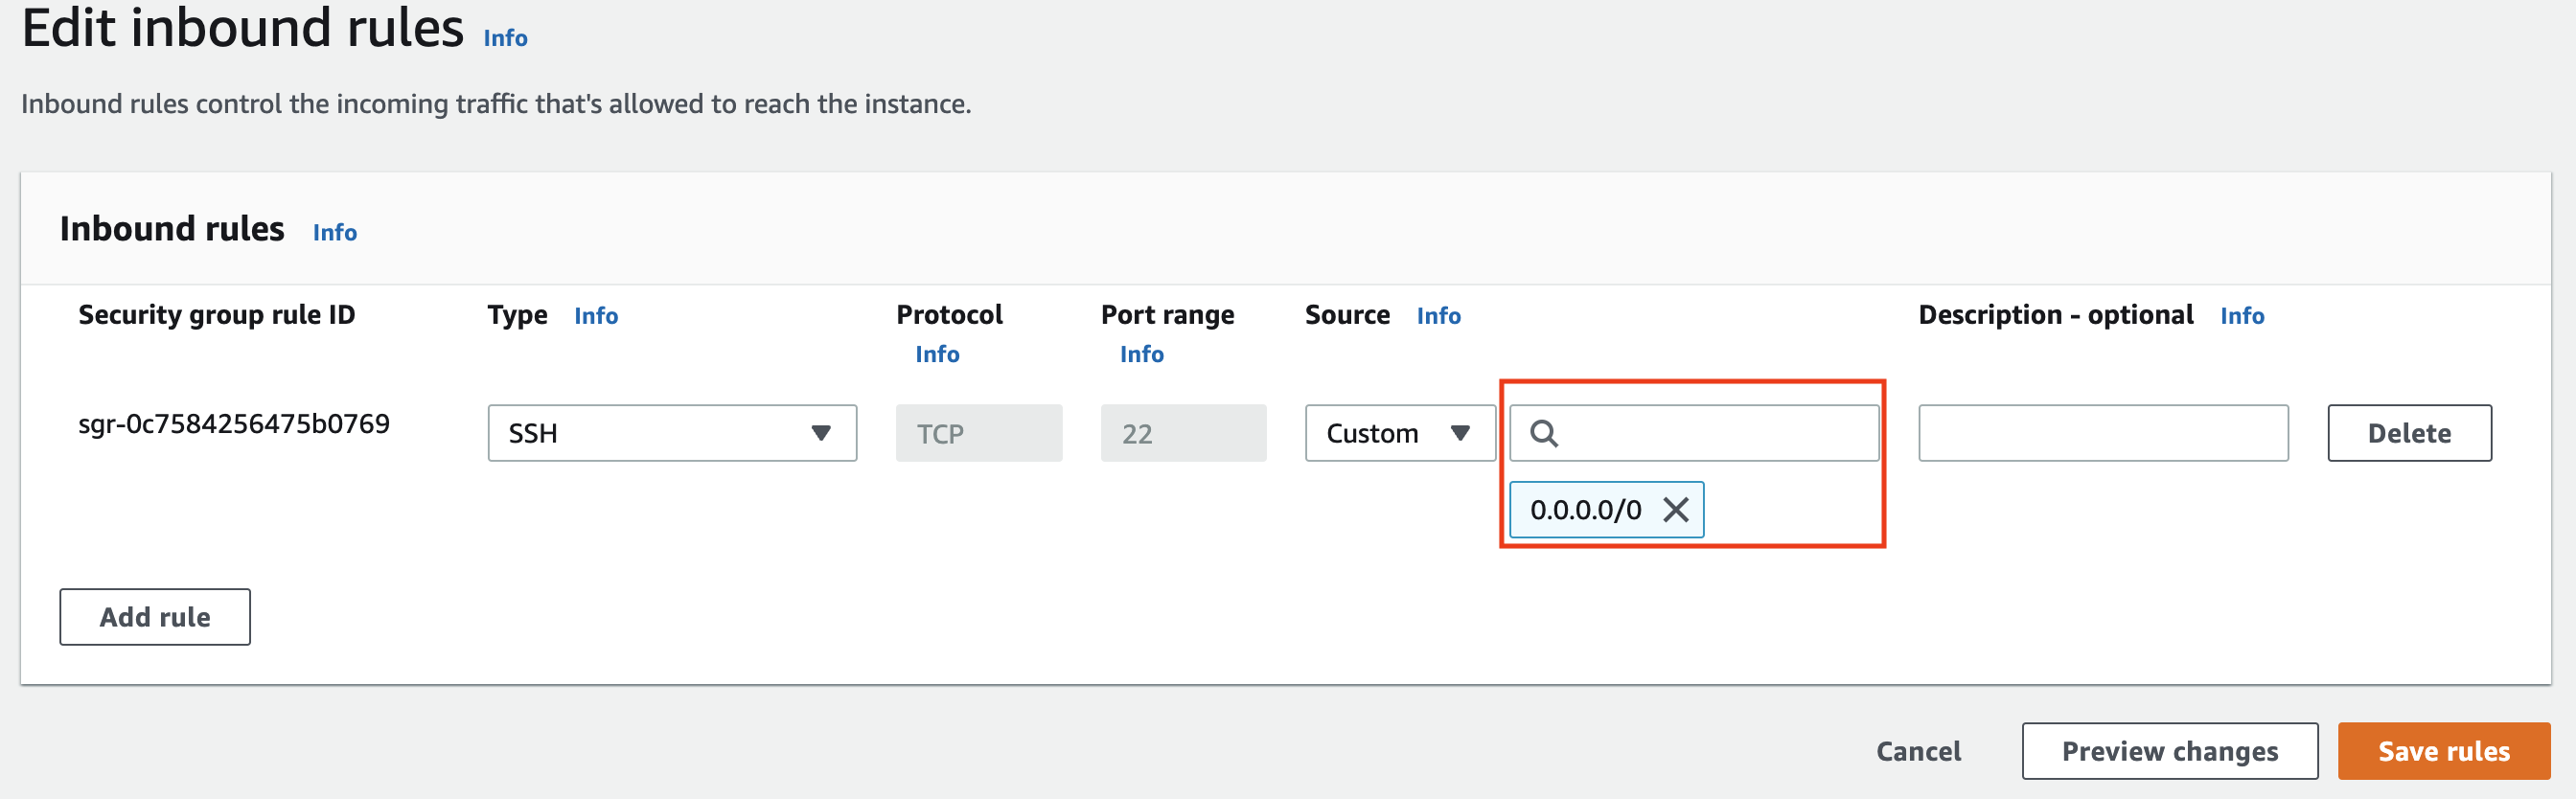 Edit inbound rules Info
Inbound rules control the incoming traffic that's allowed to reach the instance.
Inbound rules Info
Security group rule ID Type Info Protocol Info Port range Info Source Info Description - optional Info
sgr-0c7584256475b0769 SSH TCP 22 Custom Delete
0.0.0.0/0
Add rule
Cancel Preview changes Save rules